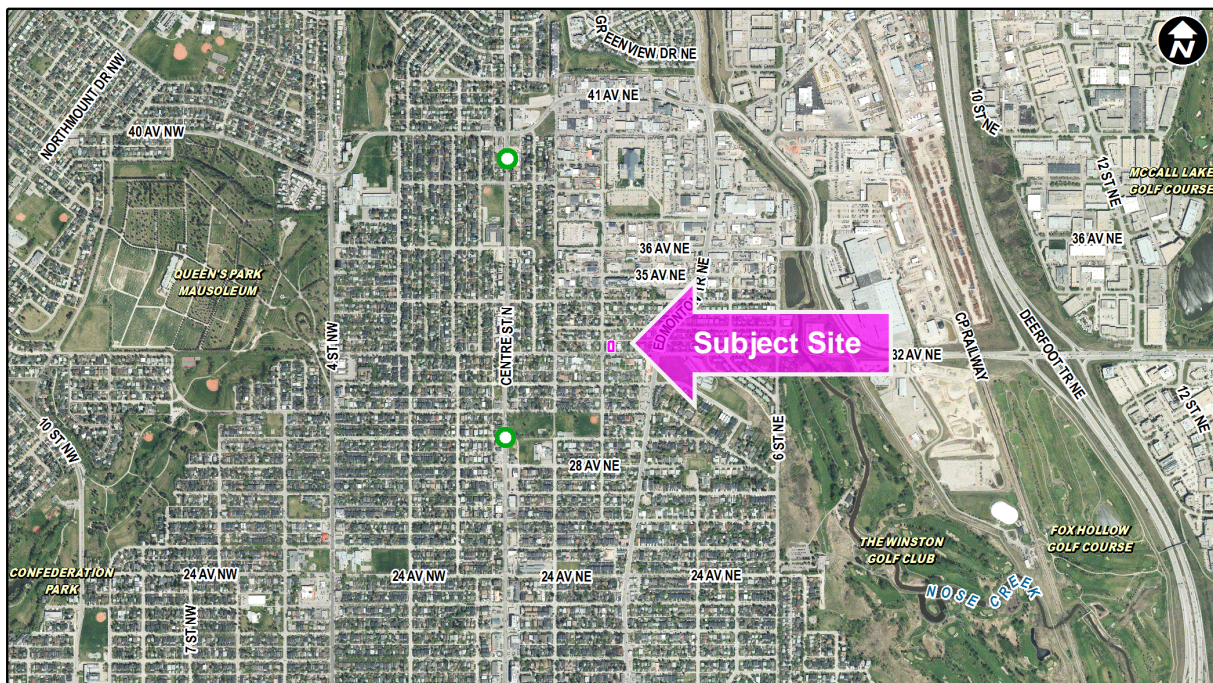 GREENVIEW DR NE
N
NORTHMOUNT DR NW
41 AV NE
10 ST NE
40 AV NW
12 ST NE
MCCALL LAKE
GOLF COURSE
36 AV NE
36 AV NE
35 AV NE
QUEEN'S PARK
MAUSOLEUM
4 ST NW
CENTRE ST N
Subject Site
32 AV NE
CP RAILWAY
DEERFOOT TR NE
12 ST NE
10 ST NW
28 AV NE
6 ST NE
THE WINSTON
GOLF CLUB
FOX HOLLOW
GOLF COURSE
CONFEDERATION
PARK
24 AV NW
24 AV NW
24 AV NE
24 AV NE
NOSE CREEK
7 ST NW